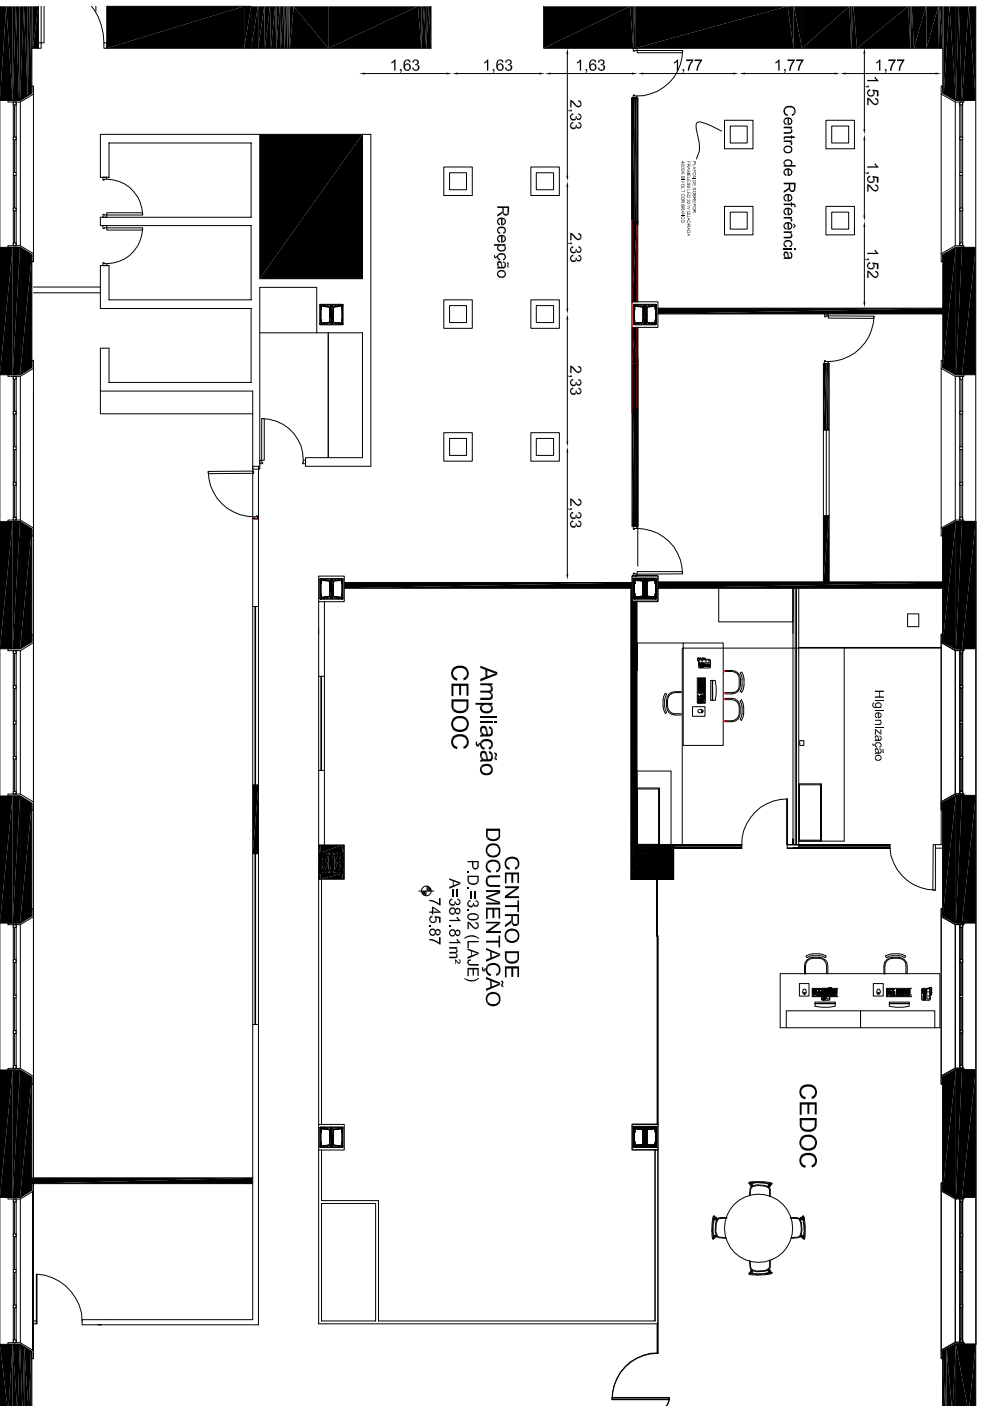 1,63
1,63
1,63
1,77
1,77
1,77
1,52
1,52
1,52
2,33
2,33
2,33
2,33
Centro de Referência
Recepção
Higienização
Ampliação
CEDOC
CENTRO DE
DOCUMENTAÇÃO
P.D.=3.02 (LAJE)
A=381.81m²
745.87
CEDOC